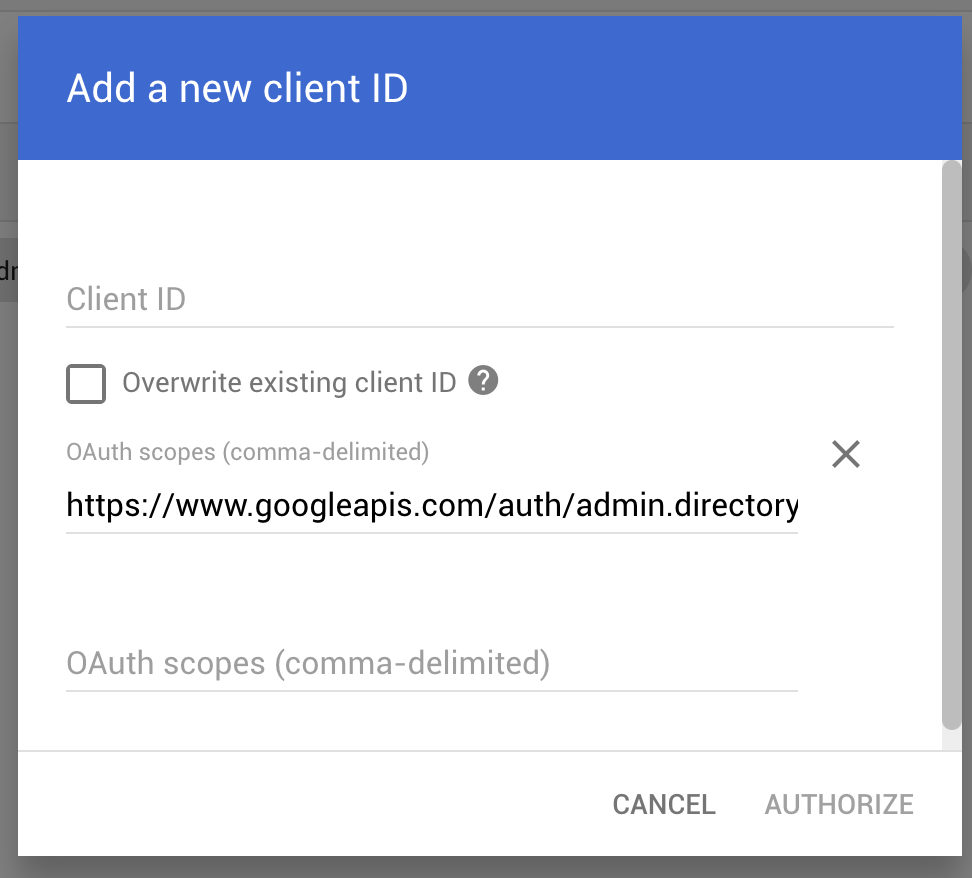 Add a new client ID
Client ID
Overwrite existing client ID ?
OAuth scopes (comma-delimited)
https://www.googleapis.com/auth/admin.directory
OAuth scopes (comma-delimited)
CANCEL AUTHORIZE